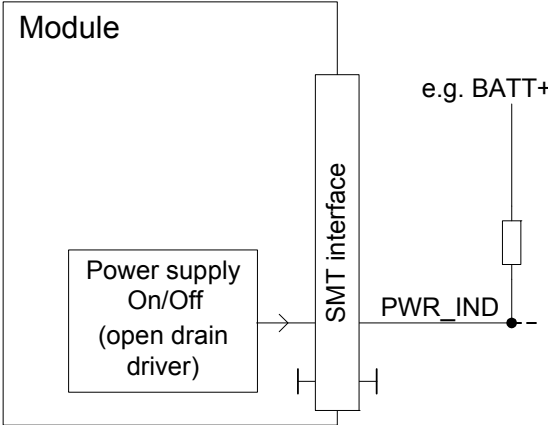 Module
e.g. BATT+
SMT interface
Power supply
On/Off
(open drain
driver)
PWR_IND